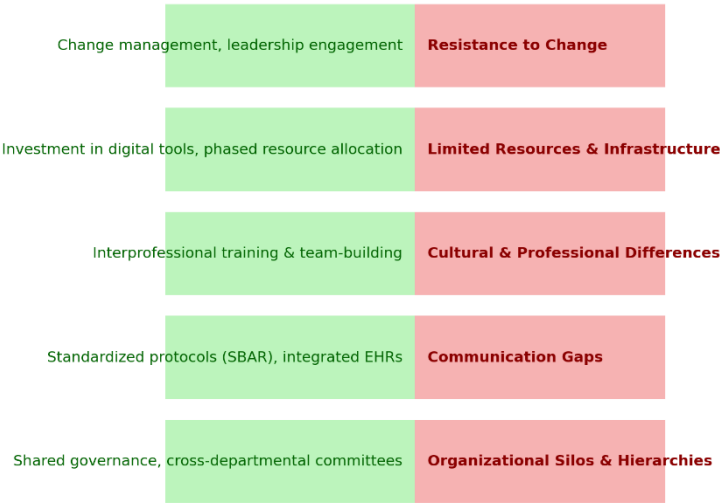 Change management, leadership engagement Resistance to Change
Investment in digital tools, phased resource allocation Limited Resources & Infrastructure
Interprofessional training & team-building Cultural & Professional Differences
Standardized protocols (SBAR), integrated EHRs Communication Gaps
Shared governance, cross-departmental committees Organizational Silos & Hierarchies